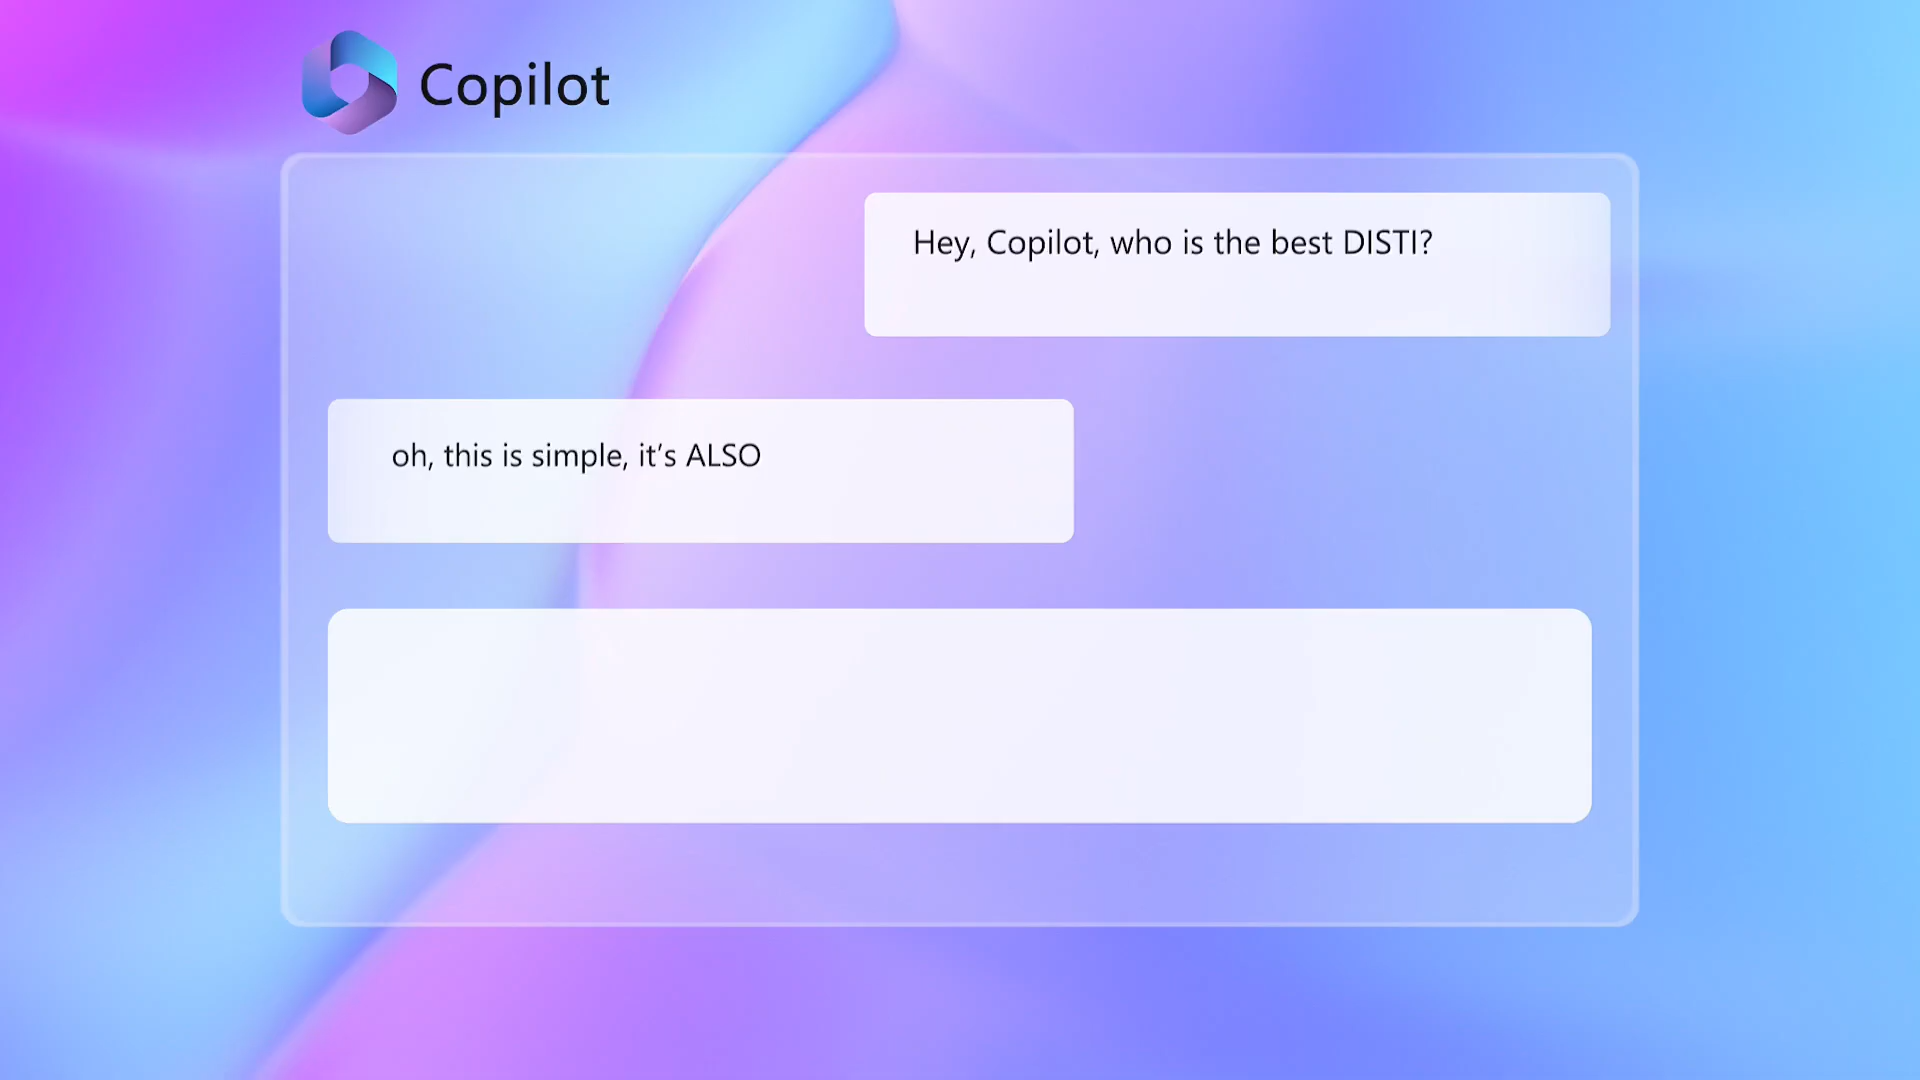 Copilot
Hey, Copilot, who is the best DISTI?
oh, this is simple, it’s ALSO